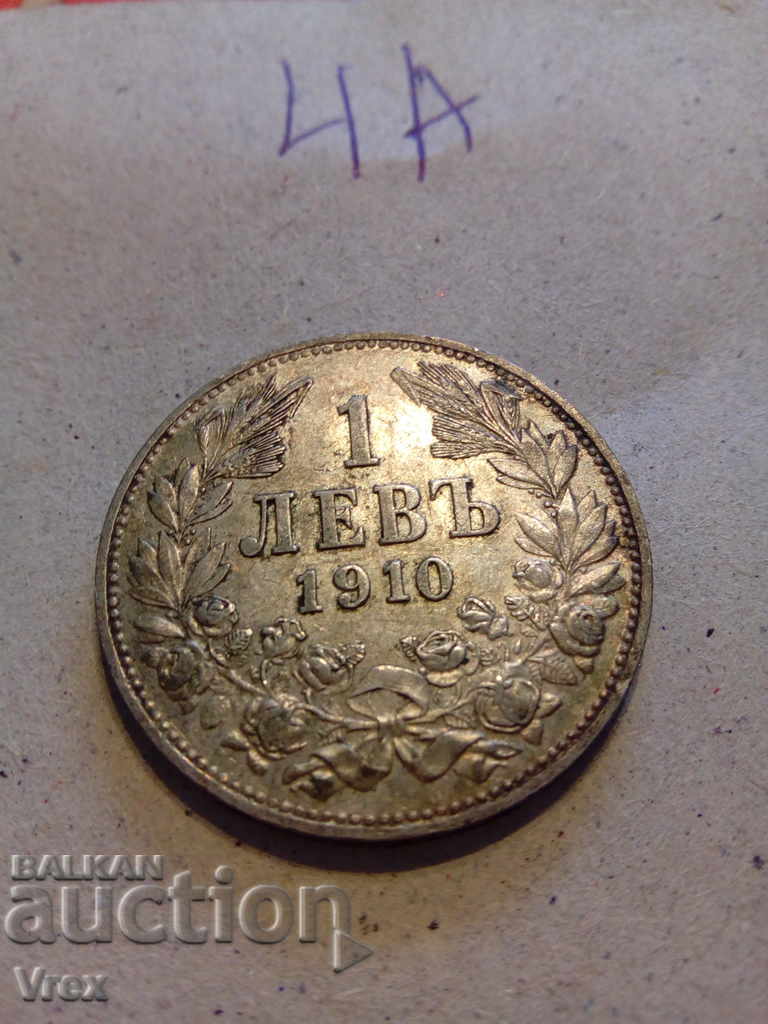 4A
1
ЛЕВЪ
1910
BALKAN
auction
Vrex